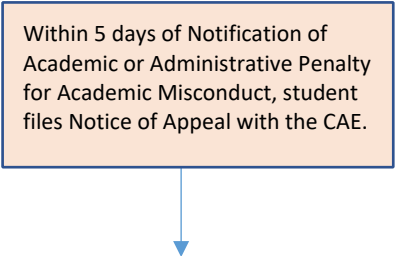 Within 5 days of Notification of
Academic or Administrative Penalty
for Academic Misconduct, student
files Notice of Appeal with the CAE.